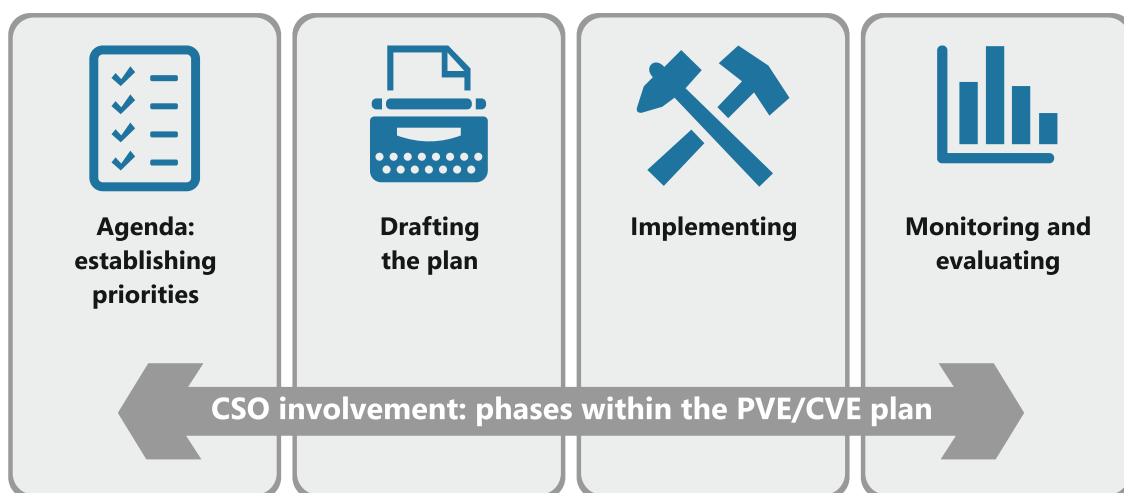 Agenda:
establishing
priorities
Drafting
the plan
Implementing
Monitoring and
evaluating
CSO involvement: phases within the PVE/CVE plan